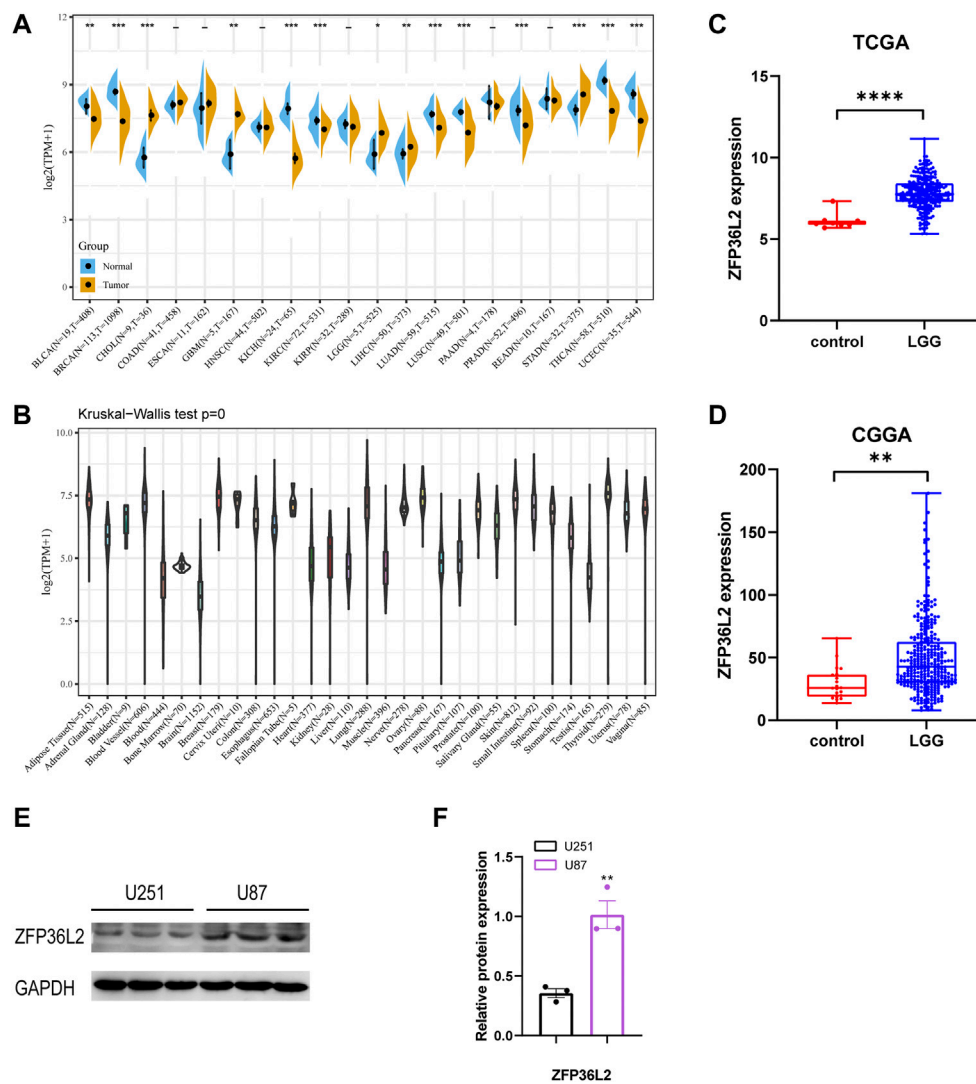 A
** *** *** – – ** – *** *** – * ** *** *** – *** – *** *** ***
12
9
6
3
0
log2(TPM+1)
Group
Normal
Tumor
BLCA(N=19,T=408)
BRCA(N=113,T=1098)
CHOL(N=9,T=36)
COAD(N=41,T=458)
ESCA(N=11,T=162)
GBM(N=5,T=167)
HNSC(N=44,T=502)
KICH(N=24,T=65)
KIRC(N=72,T=531)
KIRP(N=32,T=289)
LGG(N=5,T=525)
LIHC(N=50,T=373)
LUAD(N=59,T=515)
LUSC(N=49,T=501)
PAAD(N=4,T=178)
PRAD(N=52,T=496)
READ(N=10,T=167)
STAD(N=32,T=375)
THCA(N=58,T=510)
UCEC(N=35,T=544)
B
Kruskal−Wallis test p=0
10.0
7.5
5.0
2.5
0.0
log2(TPM+1)
Adipose Tissue(N=515)
Adrenal Gland(N=128)
Bladder(N=9)
Blood Vessel(N=606)
Blood(N=444)
Bone Marrow(N=70)
Brain(N=1152)
Breast(N=179)
Cervix Uteri(N=10)
Colon(N=308)
Esophagus(N=653)
Fallopian Tube(N=5)
Heart(N=377)
Kidney(N=28)
Liver(N=110)
Lung(N=288)
Muscle(N=396)
Nerve(N=278)
Ovary(N=88)
Pancreas(N=167)
Pituitary(N=107)
Prostate(N=100)
Salivary Gland(N=55)
Skin(N=812)
Small Intestine(N=92)
Spleen(N=100)
Stomach(N=174)
Testis(N=165)
Thyroid(N=279)
Uterus(N=78)
Vagina(N=85)
C
TCGA
****
15
10
5
0
ZFP36L2 expression
control LGG
D
CGGA
**
200
150
100
50
0
ZFP36L2 expression
control LGG
E
U251 U87
ZFP36L2
GAPDH
F
U251
U87
**
1.5
1.0
0.5
0.0
Relative protein expression
ZFP36L2